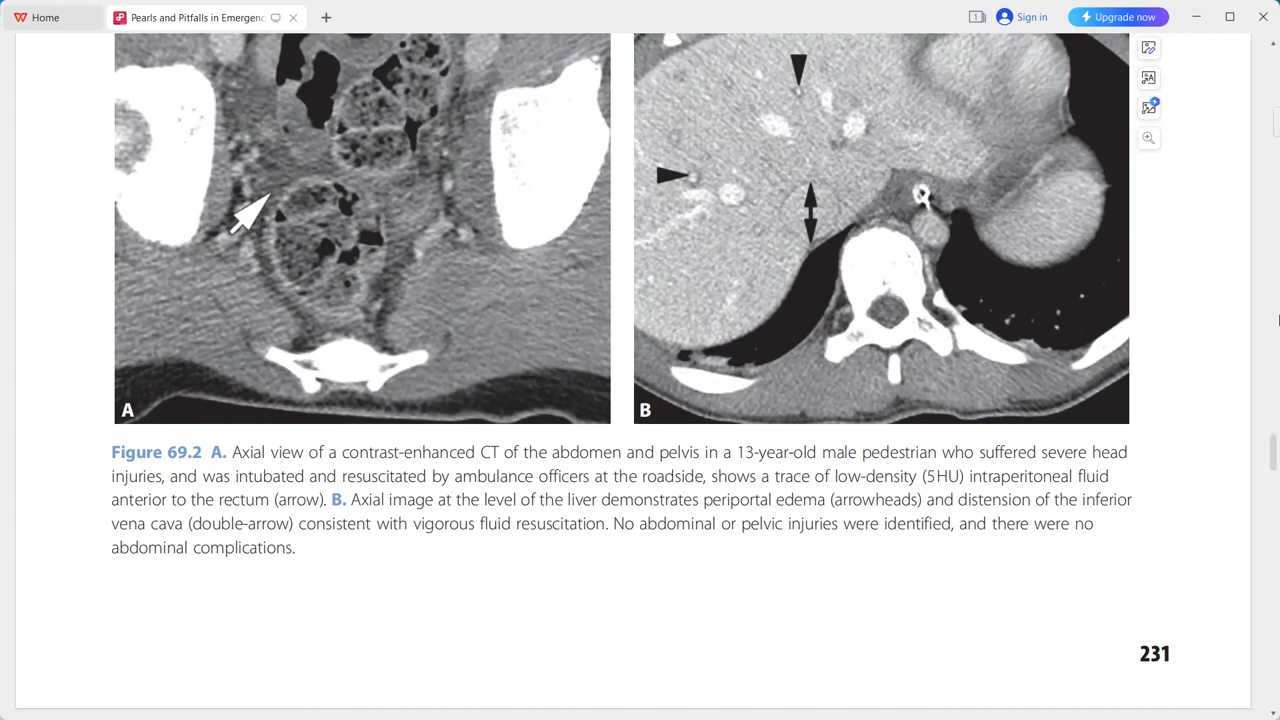 Home
Pearls and Pitfalls in Emergenc
1
Sign in
Upgrade now
A
B
Figure 69.2 A. Axial view of a contrast-enhanced CT of the abdomen and pelvis in a 13-year-old male pedestrian who suffered severe head
injuries, and was intubated and resuscitated by ambulance officers at the roadside, shows a trace of low-density (5HU) intraperitoneal fluid
anterior to the rectum (arrow). B. Axial image at the level of the liver demonstrates periportal edema (arrowheads) and distension of the inferior
vena cava (double-arrow) consistent with vigorous fluid resuscitation. No abdominal or pelvic injuries were identified, and there were no
abdominal complications.
231